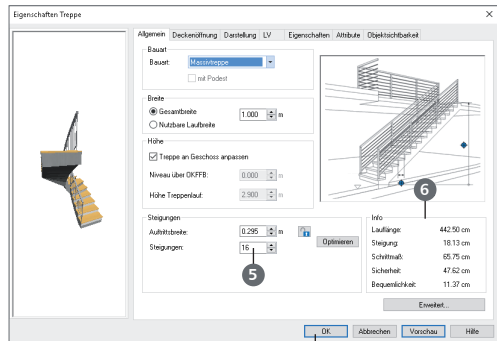 Eigenschaften Treppe
Allgemein Deckenöffnung Darstellung LV Eigenschaften Attribute Objektsichtbarkeit
Bauart
Bauart: Massivtreppe
mit Podest
Breite
Gesamtbreite 1.000 m
Nutzbare Laufbreite
Höhe
Treppe an Geschoss anpassen
Niveau über OKFFB: 0.000 m
Höhe Treppenlauf: 2.900 m
Steigungen
Auftrittsbreite: 0.295 m
Steigungen: 16
Optimieren
5
6
Info
Lauflänge: 442.50 cm
Steigung: 18.13 cm
Schrittmaß: 65.75 cm
Sicherheit: 47.62 cm
Bequemlichkeit: 11.37 cm
Erweitert...
OK Abbrechen Vorschau Hilfe